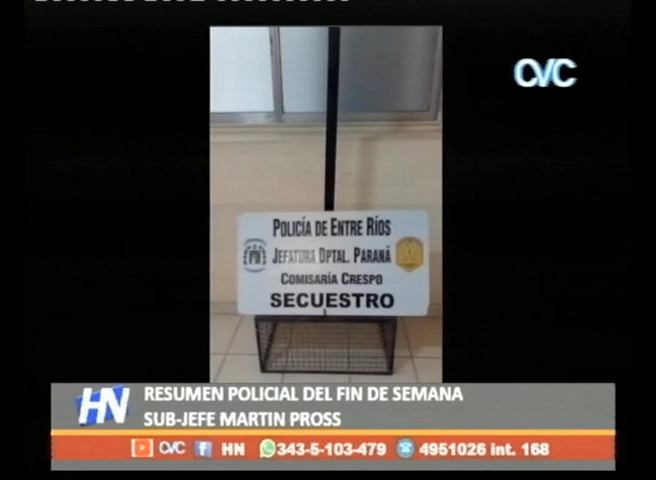 CVC
POLICÍA DE ENTRE RÍOS
JEFATURA DPTAL. PARANÁ
COMISARÍA CRESPO
SECUESTRO
HN
RESUMEN POLICIAL DEL FIN DE SEMANA
SUB-JEFE MARTIN PROSS
CVC f HN 343-5-103-479 4951026 int. 168